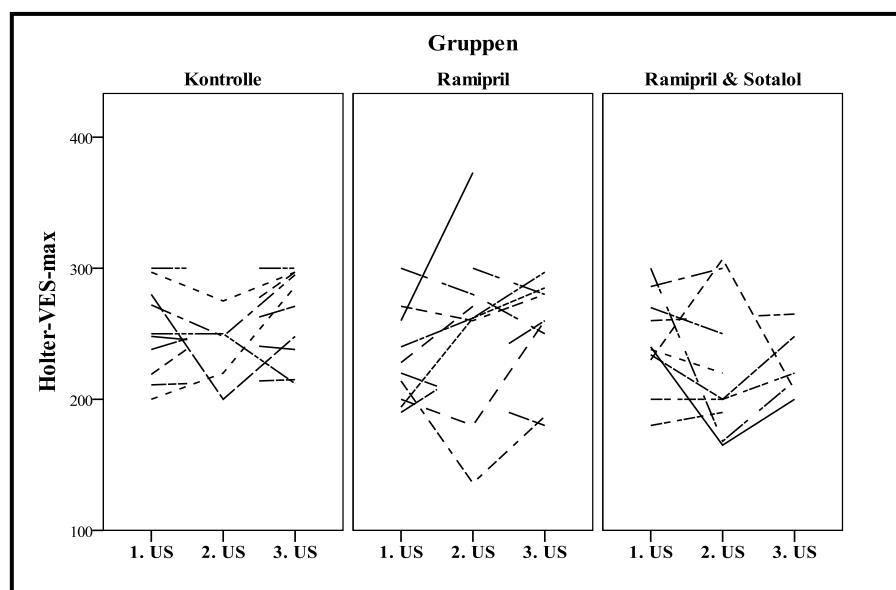 Gruppen
Kontrolle Ramipril Ramipril & Sotalol
Holter-VES-max
400
300
200
100
1. US 2. US 3. US 1. US 2. US 3. US 1. US 2. US 3. US